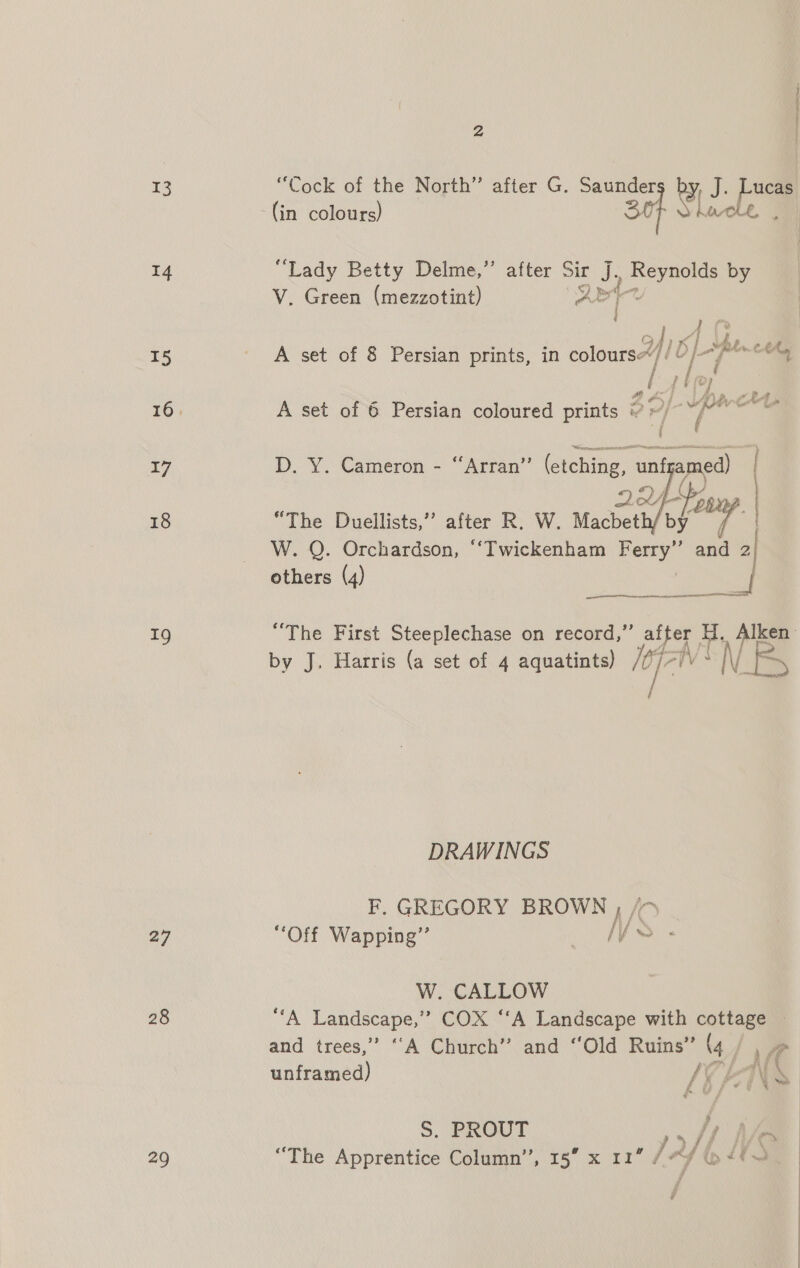 2
13 “Cock of the North” after G. Saunders by J. Lucas
(in colours) 30/-
14 “Lady Betty Delme,” after Sir J. Reynolds by
V. Green (mezzotint)
15 A set of 8 Persian prints, in colours
16 A set of 6 Persian coloured prints
17 D. Y. Cameron - “Arran” (etching, unframed)
18 “The Duellists,” after R. W. Macbeth by
W. Q. Orchardson, “Twickenham Ferry” and 2
others (4)
19 “The First Steeplechase on record,” after H. Alken
by J. Harris (a set of 4 aquatints)
DRAWINGS
F. GREGORY BROWN
27 “Off Wapping”
W. CALLOW
28 “A Landscape,” COX “A Landscape with cottage
and trees,” “A Church” and “Old Ruins” (4
unframed)
S. PROUT
29 “The Apprentice Column”, 15" x 11"